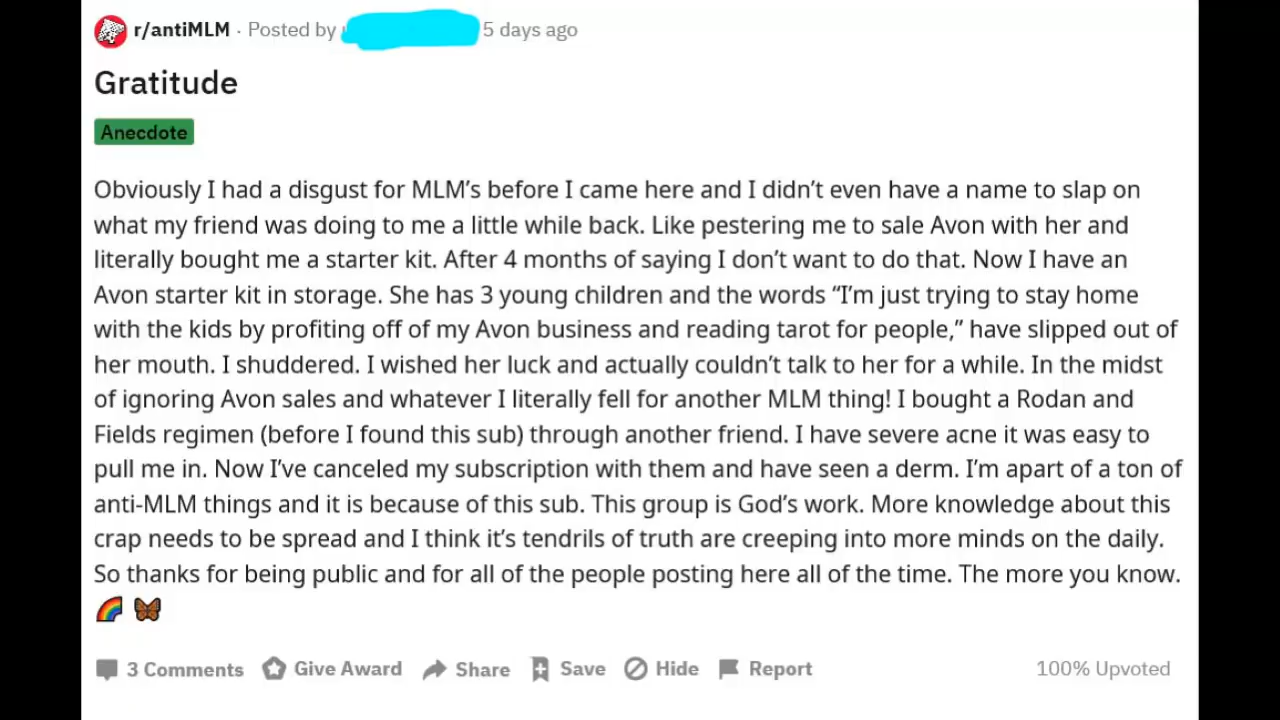 r/antiMLM · Posted by 5 days ago
Gratitude
Anecdote
Obviously I had a disgust for MLM’s before I came here and I didn’t even have a name to slap on
what my friend was doing to me a little while back. Like pestering me to sale Avon with her and
literally bought me a starter kit. After 4 months of saying I don’t want to do that. Now I have an
Avon starter kit in storage. She has 3 young children and the words “I’m just trying to stay home
with the kids by profiting off of my Avon business and reading tarot for people,” have slipped out of
her mouth. I shuddered. I wished her luck and actually couldn’t talk to her for a while. In the midst
of ignoring Avon sales and whatever I literally fell for another MLM thing! I bought a Rodan and
Fields regimen (before I found this sub) through another friend. I have severe acne it was easy to
pull me in. Now I’ve canceled my subscription with them and have seen a derm. I’m apart of a ton of
anti-MLM things and it is because of this sub. This group is God’s work. More knowledge about this
crap needs to be spread and I think it’s tendrils of truth are creeping into more minds on the daily.
So thanks for being public and for all of the people posting here all of the time. The more you know.
🌈 🦋
3 Comments Give Award Share Save Hide Report 100% Upvoted